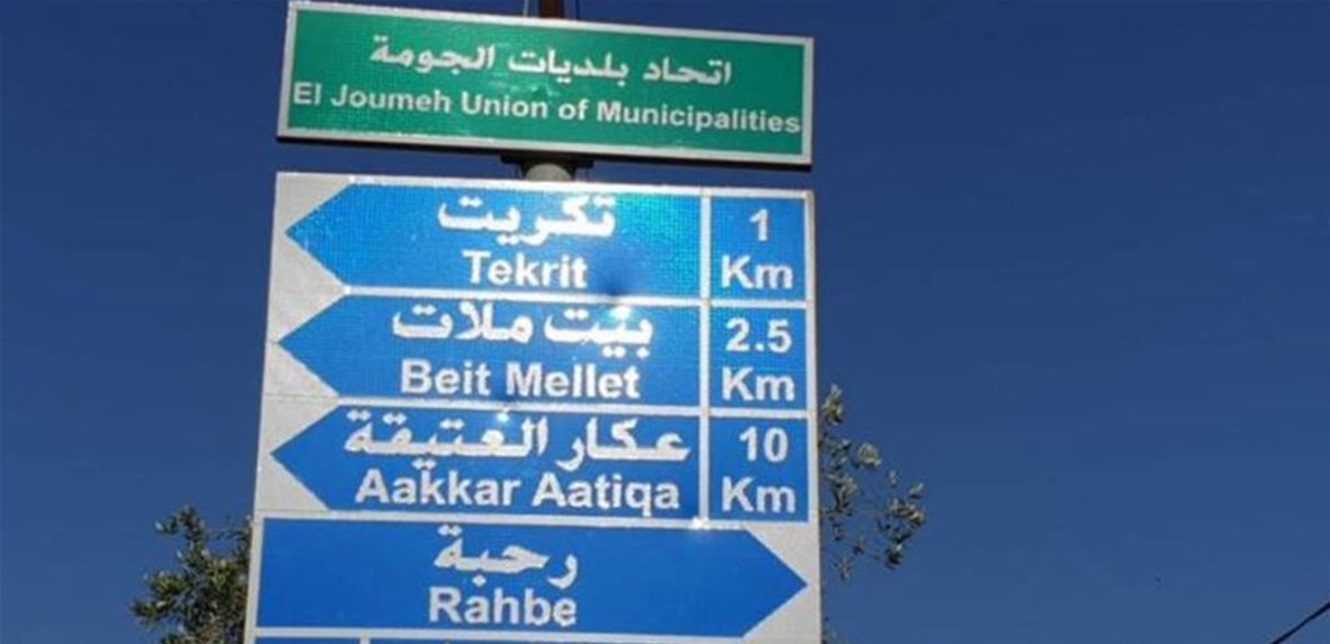 اتحاد بلديات الجومة
El Joumeh Union of Municipalities
تكريت
Tekrit
1
Km
بيت ملات
Beit Mellet
2.5
Km
عكار العتيقة
Aakkar Aatiqa
10
Km
رحبة
Rahbe